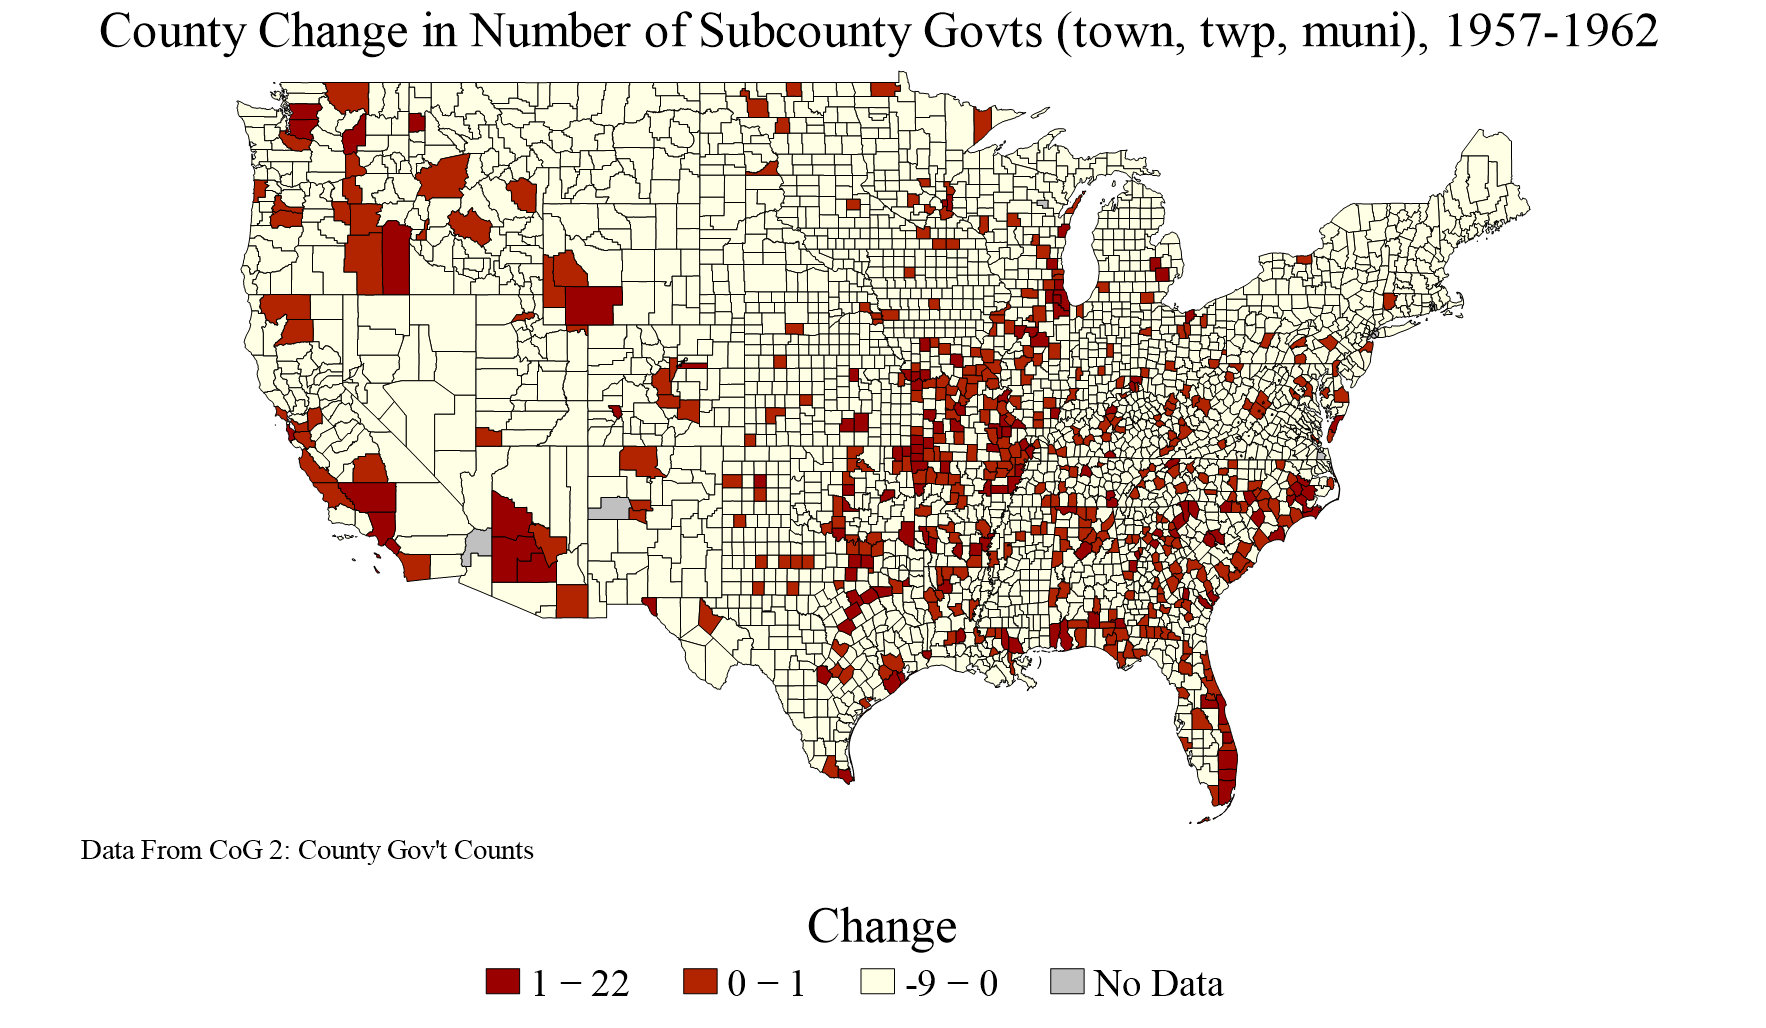 County Change in Number of Subcounty Govts (town, twp, muni), 1957-1962
Data From CoG 2: County Gov't Counts
Change
1 − 22
0 − 1
-9 − 0
No Data